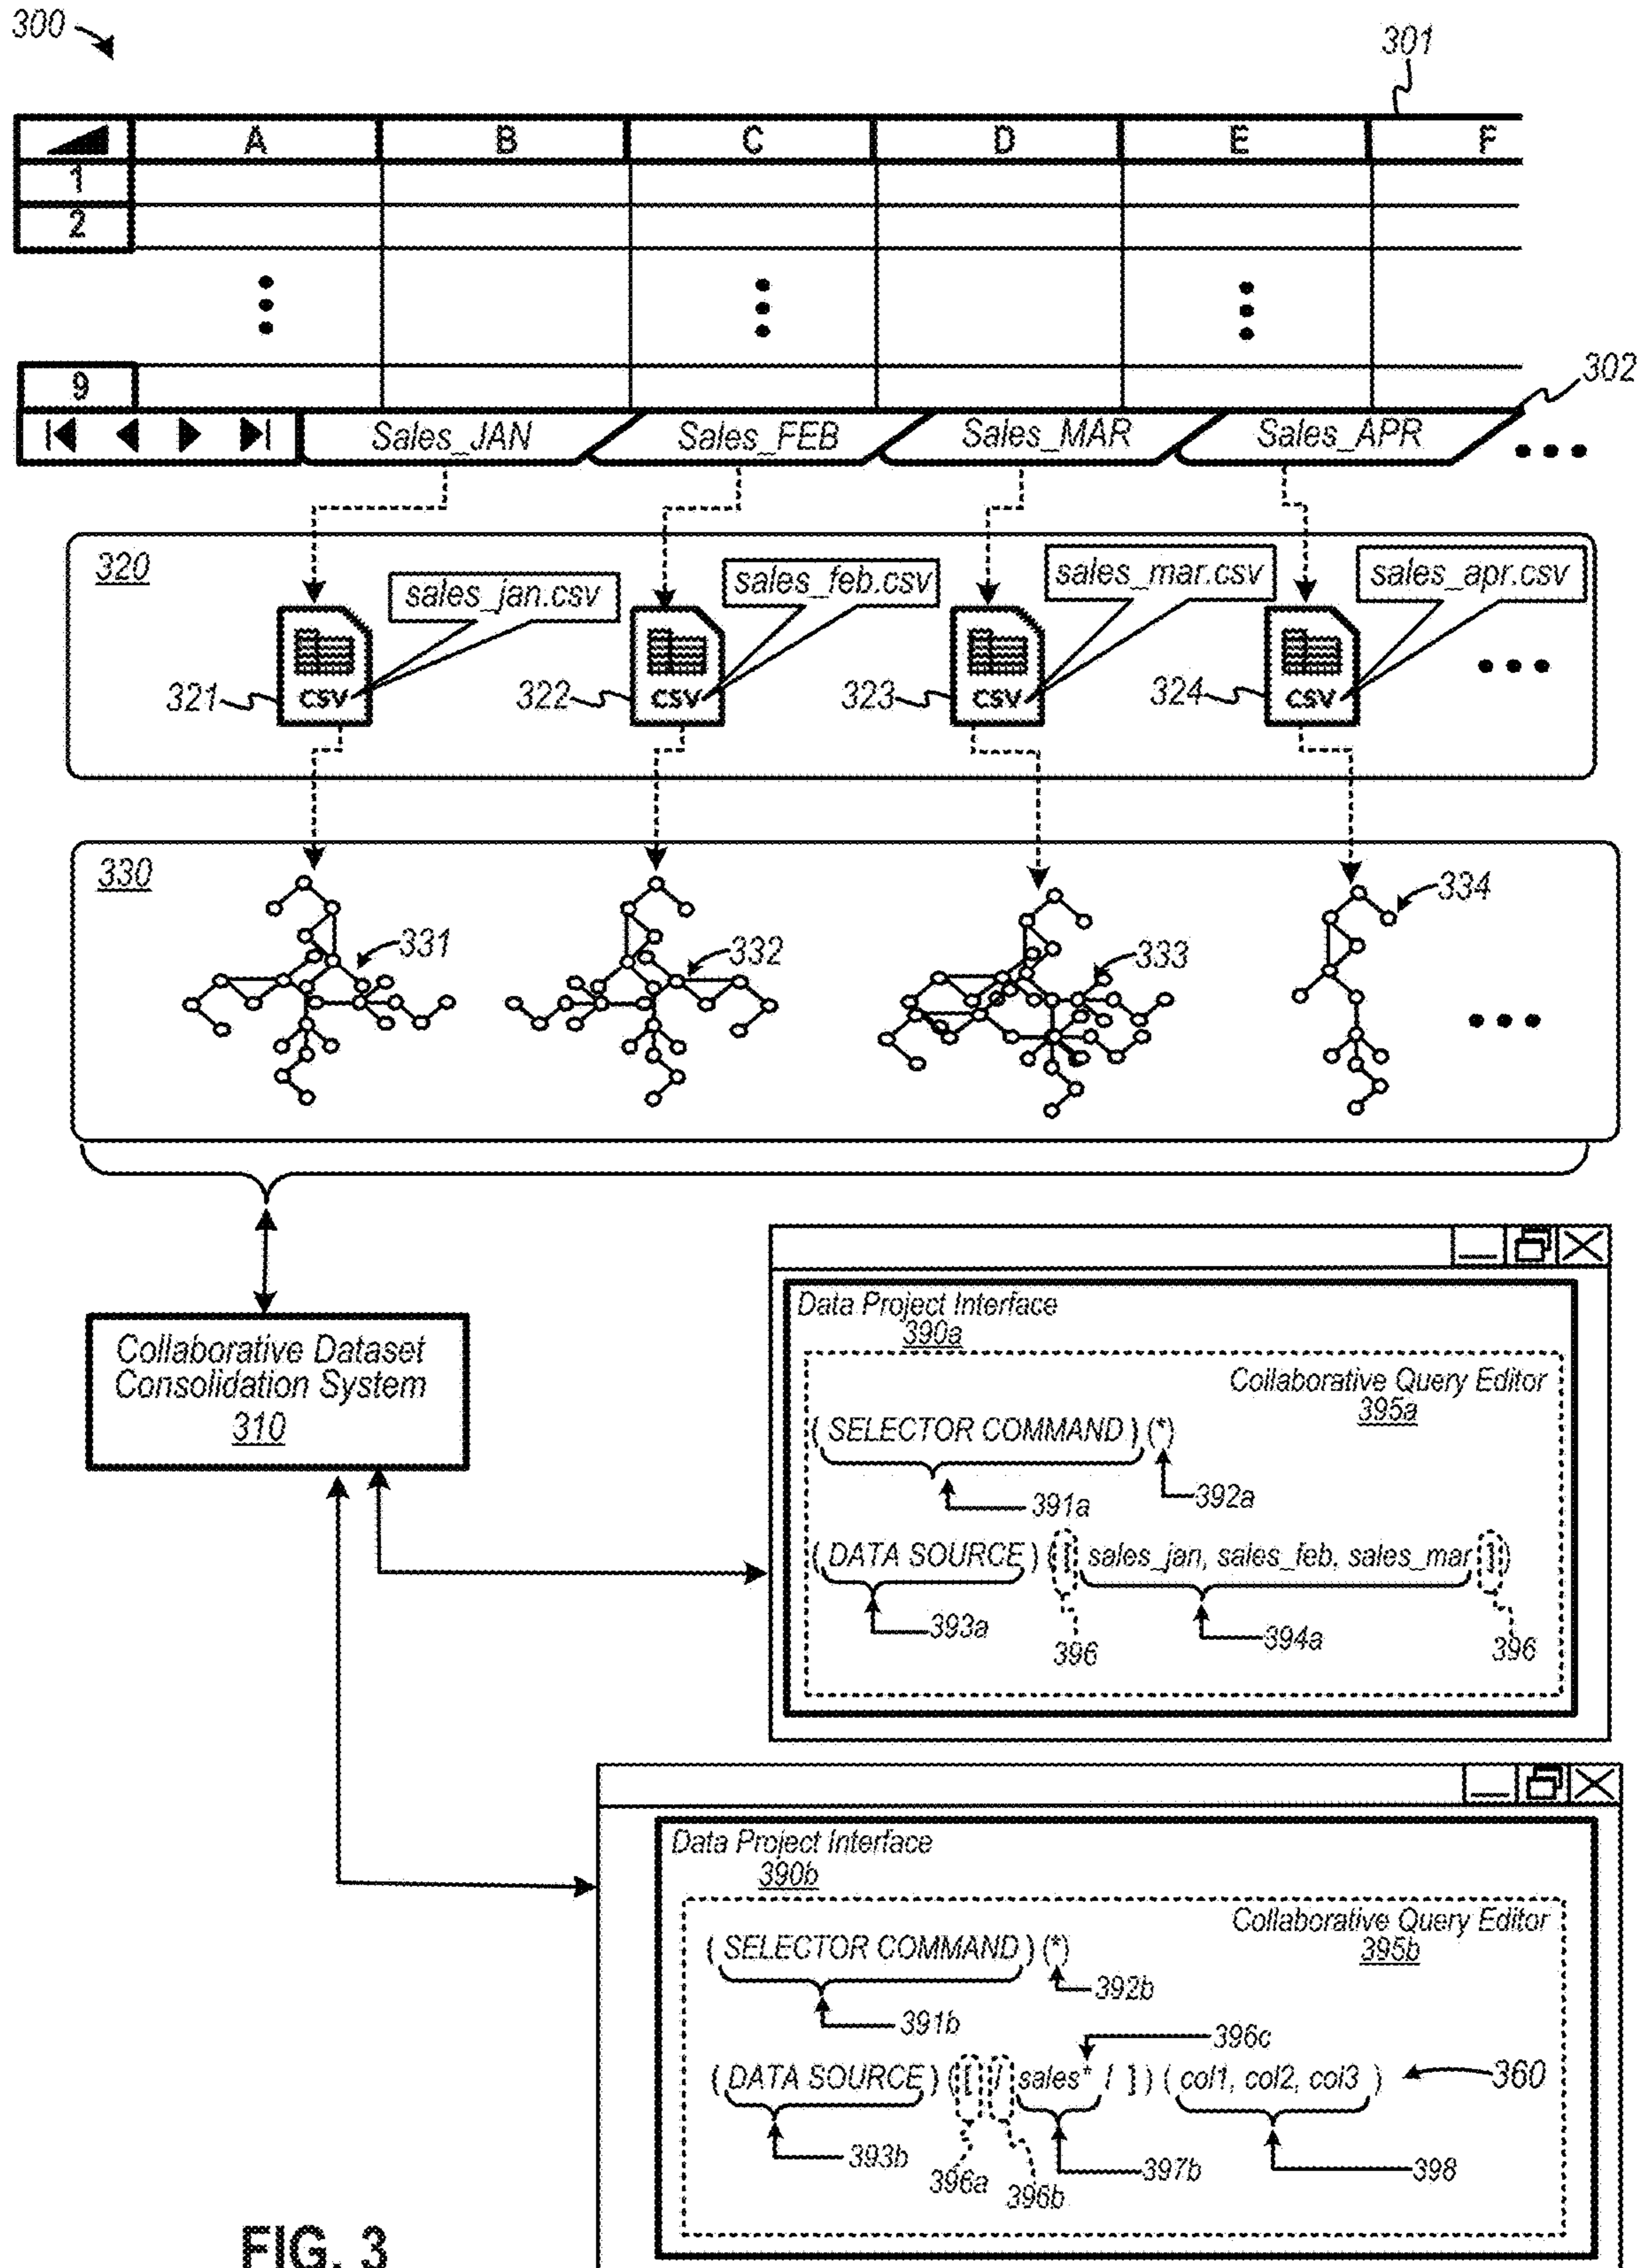 300
301
A B C D E F
1
2
9
302
Sales_JAN Sales_FEB Sales_MAR Sales_APR
320
sales_jan.csv sales_feb.csv sales_mar.csv sales_apr.csv
321 CSV 322 CSV 323 CSV 324 CSV
330
331 332 333 334
Data Project Interface
390a
Collaborative Dataset
Consolidation System
310
Collaborative Query Editor
395a
( SELECTOR COMMAND ) (*)
391a 392a
( DATA SOURCE ) ( [ sales_jan, sales_feb, sales_mar ] )
393a 396 394a 396
Data Project Interface
390b
Collaborative Query Editor
395b
( SELECTOR COMMAND ) (*)
392b
391b
396c
( DATA SOURCE ) ( [ / sales* / ] ) ( col1, col2, col3 ) 360
393b 396a 396b 397b 398
FIG. 3